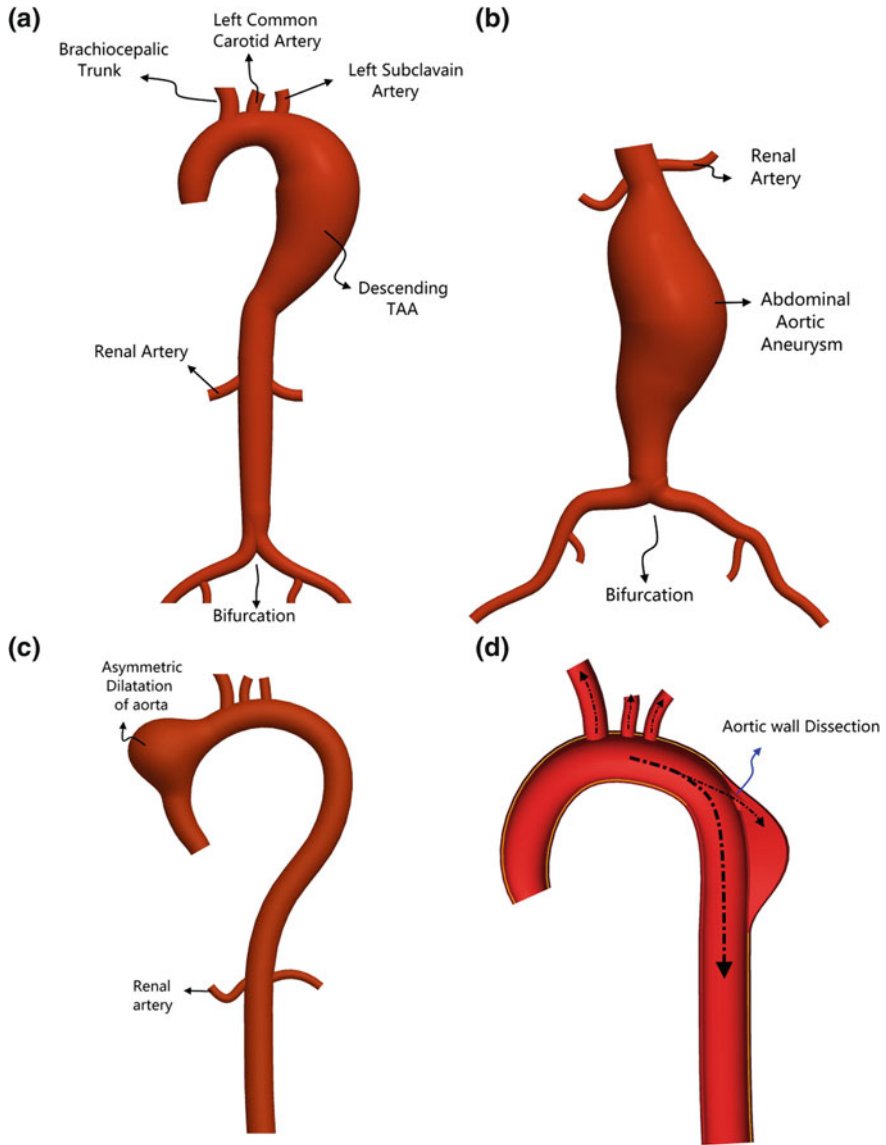 (a)
Left Common
Carotid Artery
Brachiocepalic
Trunk
Left Subclavain
Artery
Descending
TAA
Renal Artery
Bifurcation
(b)
Renal
Artery
Abdominal
Aortic
Aneurysm
Bifurcation
(c)
Asymmetric
Dilatation
of aorta
Renal
artery
(d)
Aortic wall Dissection